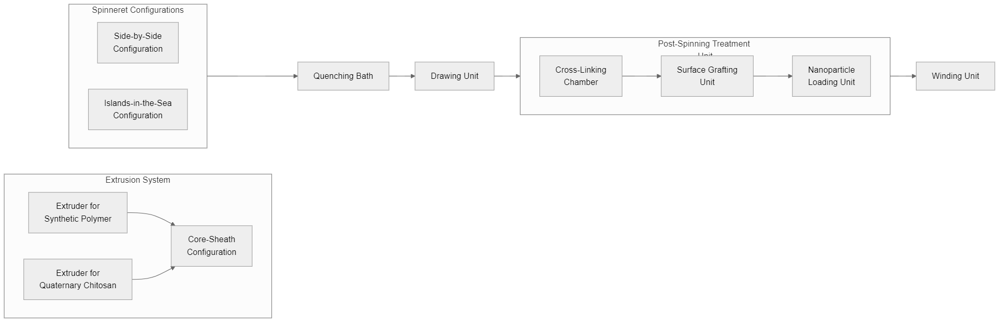 Spinneret Configurations
Side-by-Side
Configuration
Islands-in-the-Sea
Configuration
Quenching Bath
Drawing Unit
Post-Spinning Treatment
Unit
Cross-Linking
Chamber
Surface Grafting
Unit
Nanoparticle
Loading Unit
Winding Unit
Extrusion System
Extruder for
Synthetic Polymer
Extruder for
Quaternary Chitosan
Core-Sheath
Configuration